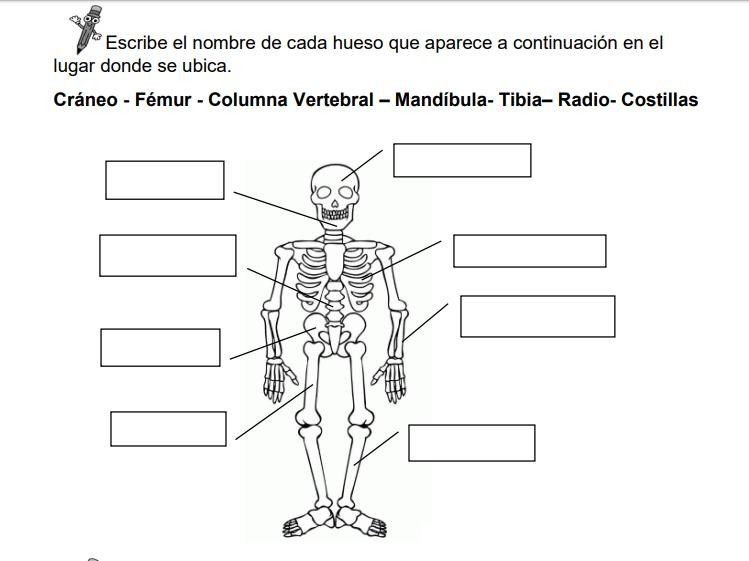 Escribe el nombre de cada hueso que aparece a continuación en el
lugar donde se ubica.
Cráneo - Fémur - Columna Vertebral – Mandíbula- Tibia– Radio- Costillas